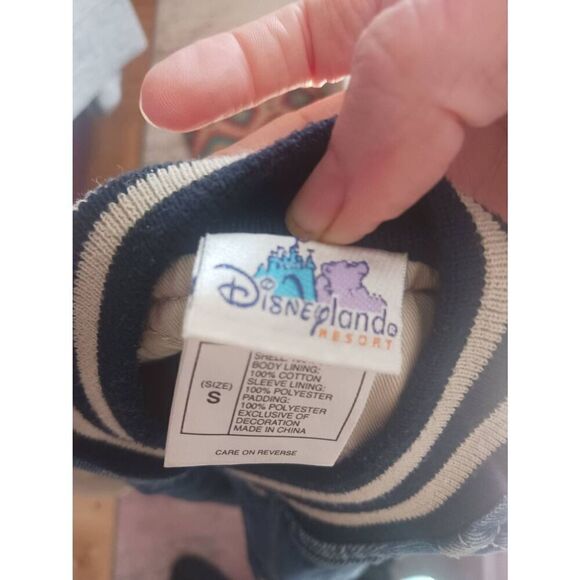 Disneyland®
RESORT
(SIZE)
S
SHELL:
BODY LINING:
100% COTTON
SLEEVE LINING:
100% POLYESTER
PADDING:
100% POLYESTER
EXCLUSIVE OF
DECORATION
MADE IN CHINA
CARE ON REVERSE